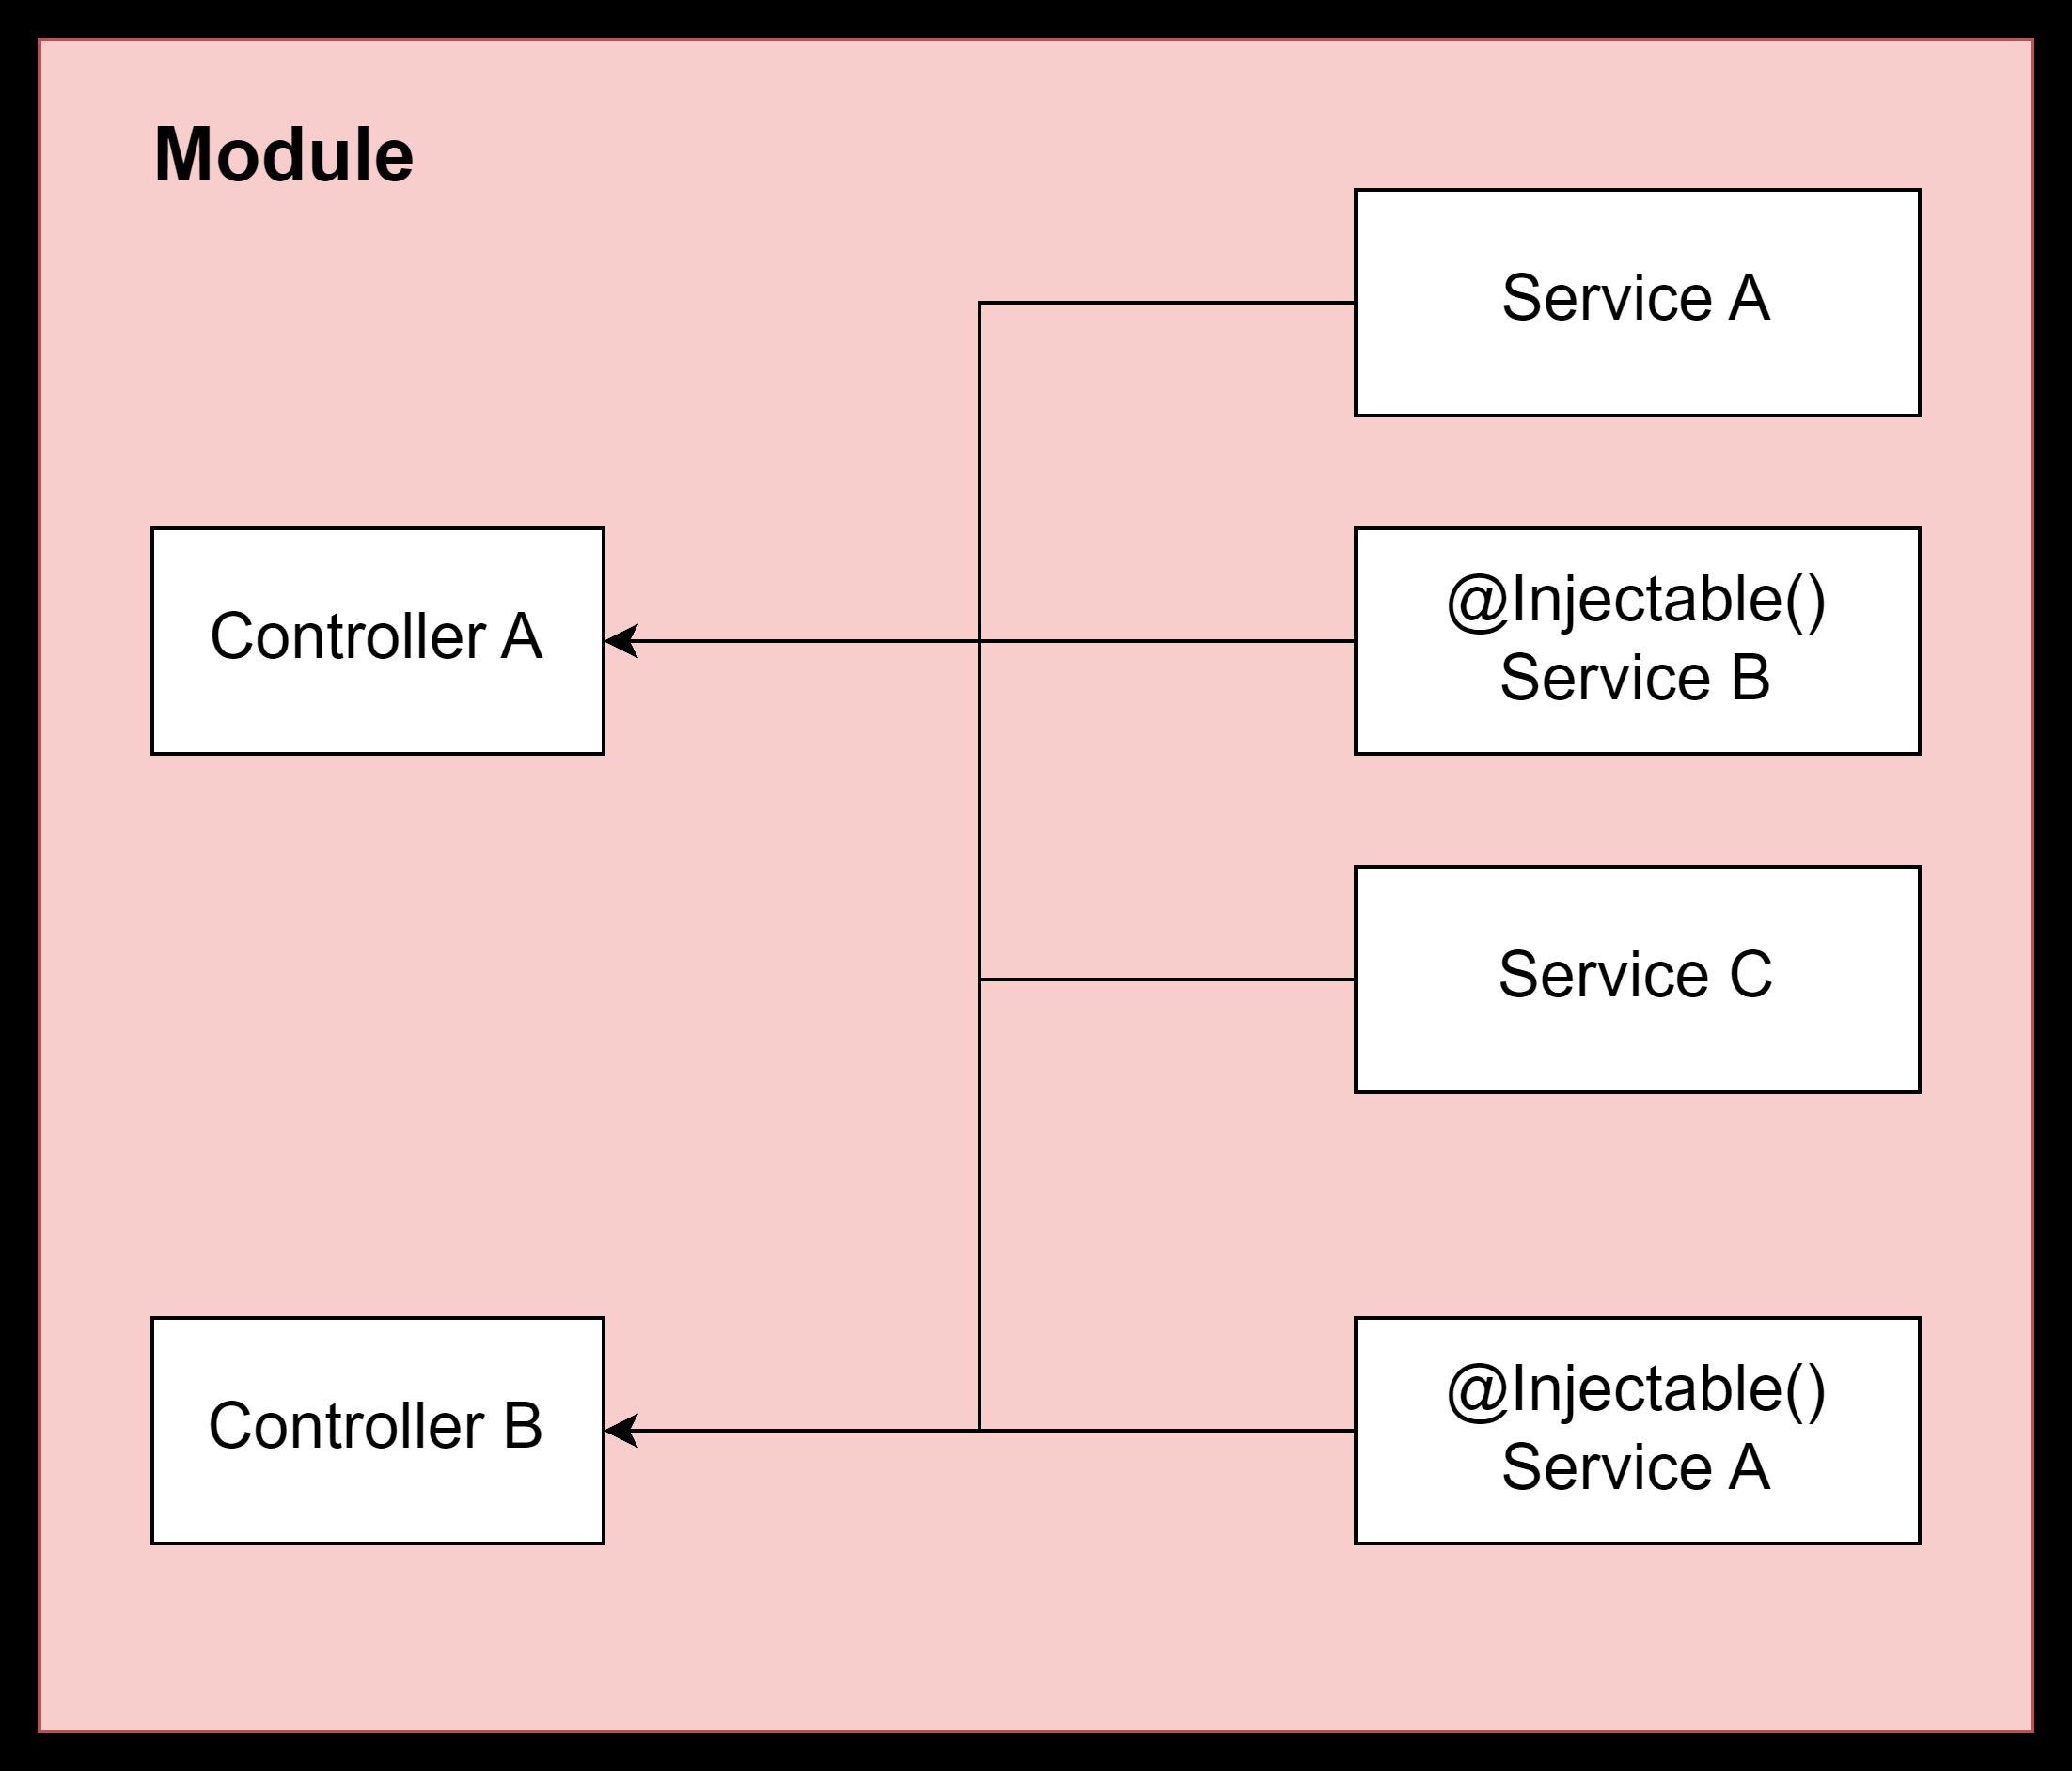 Module
Service A
Controller A
@Injectable()
Service B
Service C
Controller B
@Injectable()
Service A